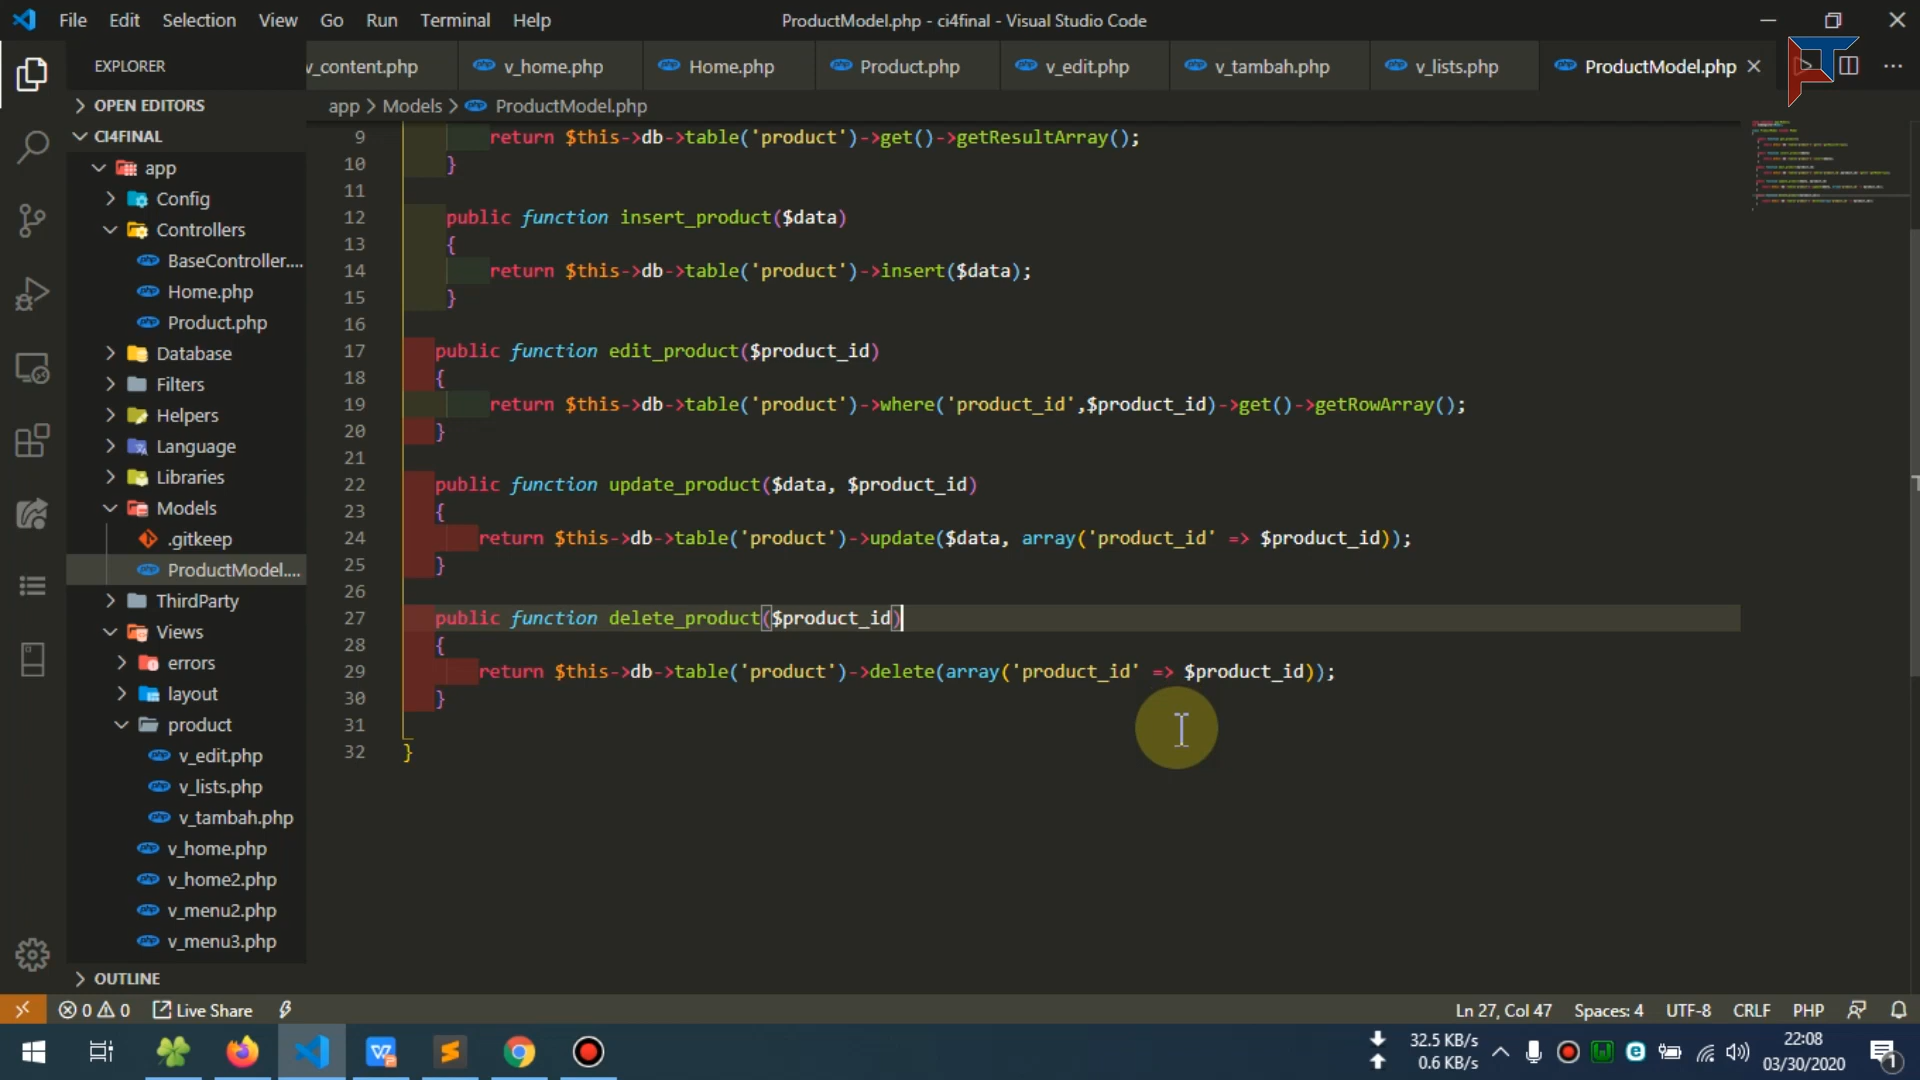 File Edit Selection View Go Run Terminal Help
ProductModel.php - ci4final - Visual Studio Code
EXPLORER
v_content.php
v_home.php
Home.php
Product.php
v_edit.php
v_tambah.php
v_lists.php
ProductModel.php
OPEN EDITORS
CI4FINAL
app
Config
Controllers
BaseController....
Home.php
Product.php
Database
Filters
Helpers
Language
Libraries
Models
.gitkeep
ProductModel....
ThirdParty
Views
errors
layout
product
v_edit.php
v_lists.php
v_tambah.php
v_home.php
v_home2.php
v_menu2.php
v_menu3.php
OUTLINE
app > Models > ProductModel.php
9 return $this->db->table('product')->get()->getResultArray();
10 }
11
12 public function insert_product($data)
13 {
14 return $this->db->table('product')->insert($data);
15 }
16
17 public function edit_product($product_id)
18 {
19 return $this->db->table('product')->where('product_id',$product_id)->get()->getRowArray();
20 }
21
22 public function update_product($data, $product_id)
23 {
24 return $this->db->table('product')->update($data, array('product_id' => $product_id));
25 }
26
27 public function delete_product($product_id)
28 {
29 return $this->db->table('product')->delete(array('product_id' => $product_id));
30 }
31
32 }
0 0 Live Share
Ln 27, Col 47 Spaces: 4 UTF-8 CRLF PHP
32.5 KB/s
0.6 KB/s
22:08
03/30/2020
1